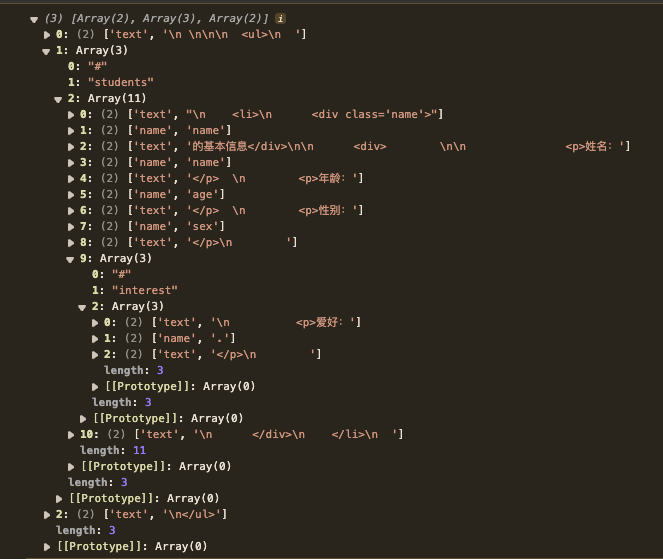 (3) [Array(2), Array(3), Array(2)] i
0: (2) ['text', '\n \n\n\n  <ul>\n  ']
1: Array(3)
0: "#"
1: "students"
2: Array(11)
0: (2) ['text', "\n    <li>\n      <div class='name'>"]
1: (2) ['name', 'name']
2: (2) ['text', '的基本信息</div>\n\n      <div>        \n\n               <p>姓名：']
3: (2) ['name', 'name']
4: (2) ['text', '</p>  \n        <p>年龄：']
5: (2) ['name', 'age']
6: (2) ['text', '</p>  \n        <p>性别：']
7: (2) ['name', 'sex']
8: (2) ['text', '</p>\n        ']
9: Array(3)
0: "#"
1: "interest"
2: Array(3)
0: (2) ['text', '\n          <p>爱好：']
1: (2) ['name', '.']
2: (2) ['text', '</p>\n        ']
length: 3
[[Prototype]]: Array(0)
length: 3
[[Prototype]]: Array(0)
10: (2) ['text', '\n      </div>\n    </li>\n  ']
length: 11
[[Prototype]]: Array(0)
length: 3
[[Prototype]]: Array(0)
2: (2) ['text', '\n</ul>']
length: 3
[[Prototype]]: Array(0)